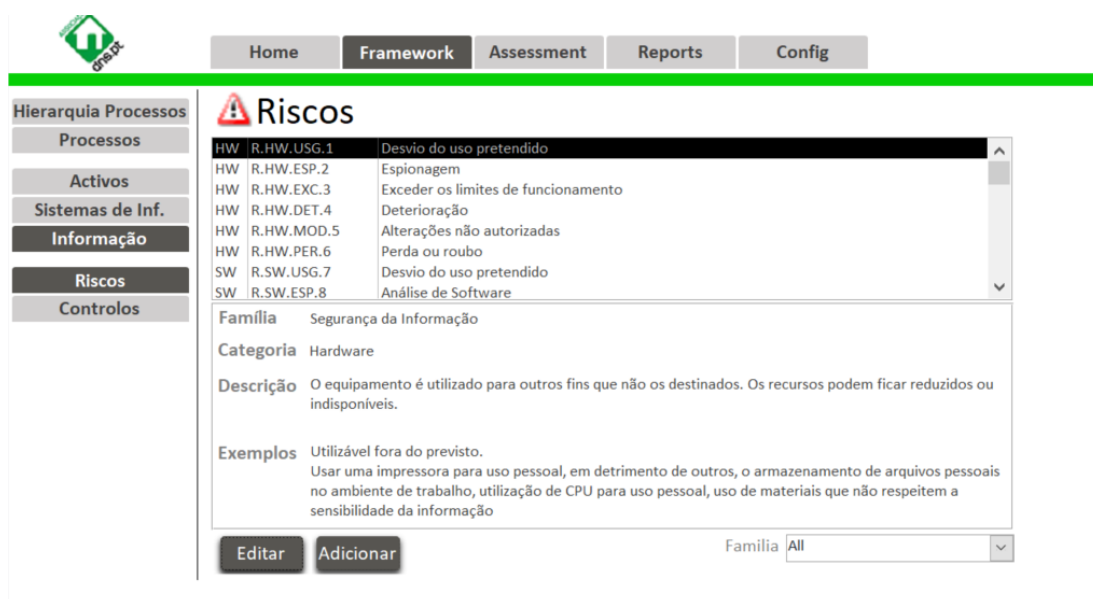 dns.pt
Home
Framework
Assessment
Reports
Config
Hierarquia Processos
Processos
Activos
Sistemas de Inf.
Informação
Riscos
Controlos
Riscos
HW R.HW.USG.1 Desvio do uso pretendido
HW R.HW.ESP.2 Espionagem
HW R.HW.EXC.3 Exceder os limites de funcionamento
HW R.HW.DET.4 Deterioração
HW R.HW.MOD.5 Alterações não autorizadas
HW R.HW.PER.6 Perda ou roubo
SW R.SW.USG.7 Desvio do uso pretendido
SW R.SW.ESP.8 Análise de Software
Família Segurança da Informação
Categoria Hardware
Descrição O equipamento é utilizado para outros fins que não os destinados. Os recursos podem ficar reduzidos ou
indisponíveis.
Exemplos Utilizável fora do previsto.
Usar uma impressora para uso pessoal, em detrimento de outros, o armazenamento de arquivos pessoais
no ambiente de trabalho, utilização de CPU para uso pessoal, uso de materiais que não respeitem a
sensibilidade da informação
Editar
Adicionar
Familia All